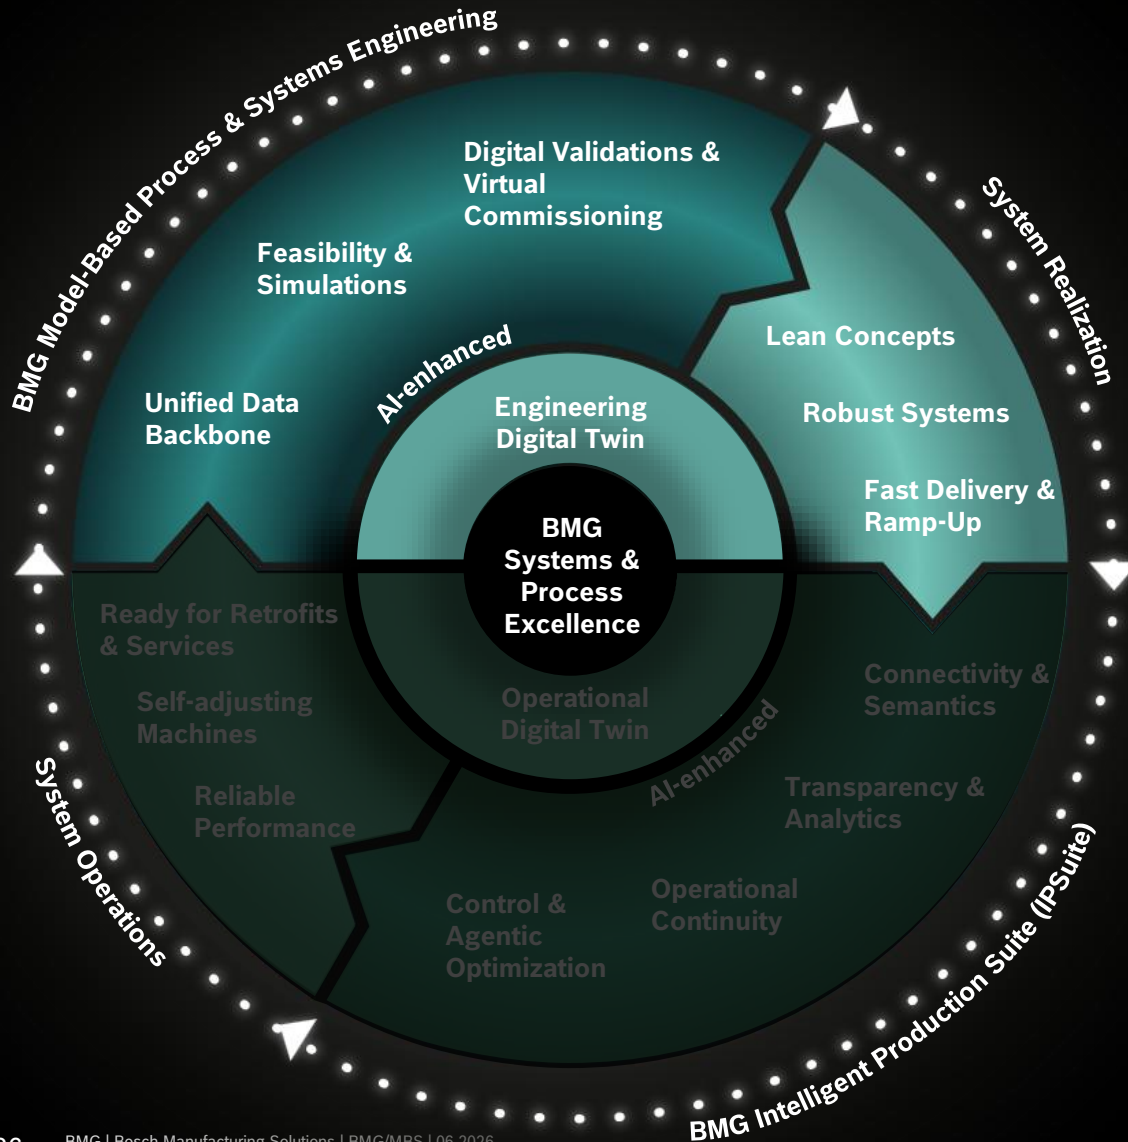 BMG Model-Based Process & Systems Engineering
System Realization
Digital Validations &
Virtual
Commissioning
Feasibility &
Simulations
Unified Data
Backbone
AI-enhanced
Lean Concepts
Robust Systems
Fast Delivery &
Ramp-Up
Engineering
Digital Twin
BMG
Systems &
Process
Excellence
Operational
Digital Twin
AI-enhanced
Ready for Retrofits
& Services
Self-adjusting
Machines
Reliable
Performance
Connectivity &
Semantics
Transparency &
Analytics
Operational
Continuity
Control &
Agentic
Optimization
System Operations
BMG Intelligent Production Suite (IPSuite)
BMG | Bosch Manufacturing Solutions | BMG/MBS | 06.2026